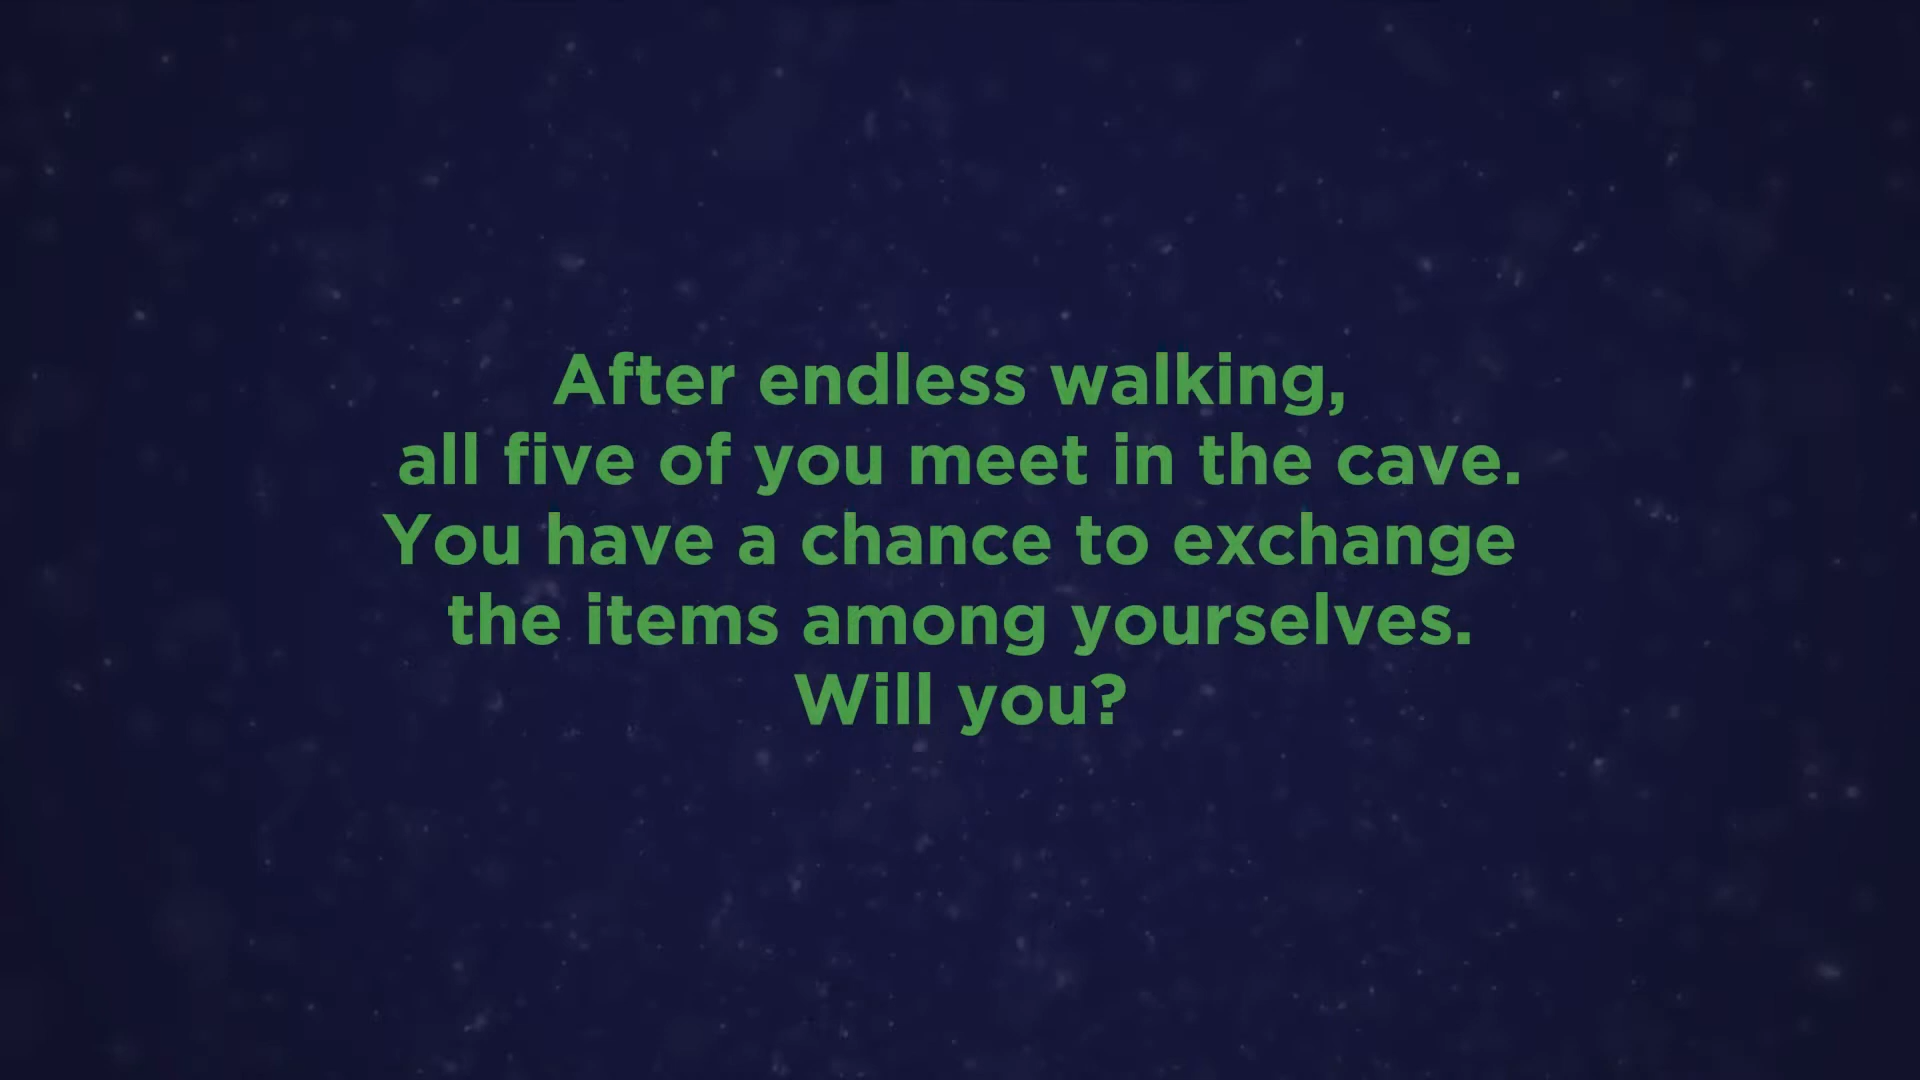 After endless walking,
all five of you meet in the cave.
You have a chance to exchange
the items among yourselves.
Will you?